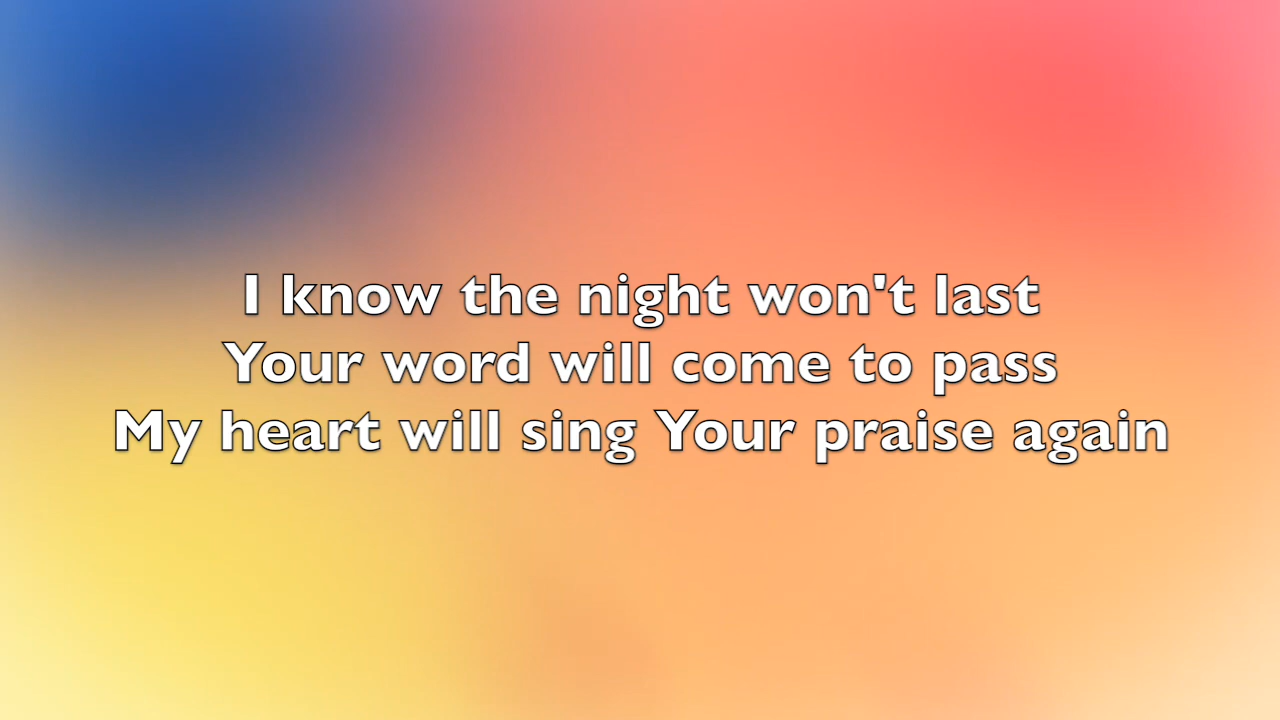 I know the night won't last
Your word will come to pass
My heart will sing Your praise again